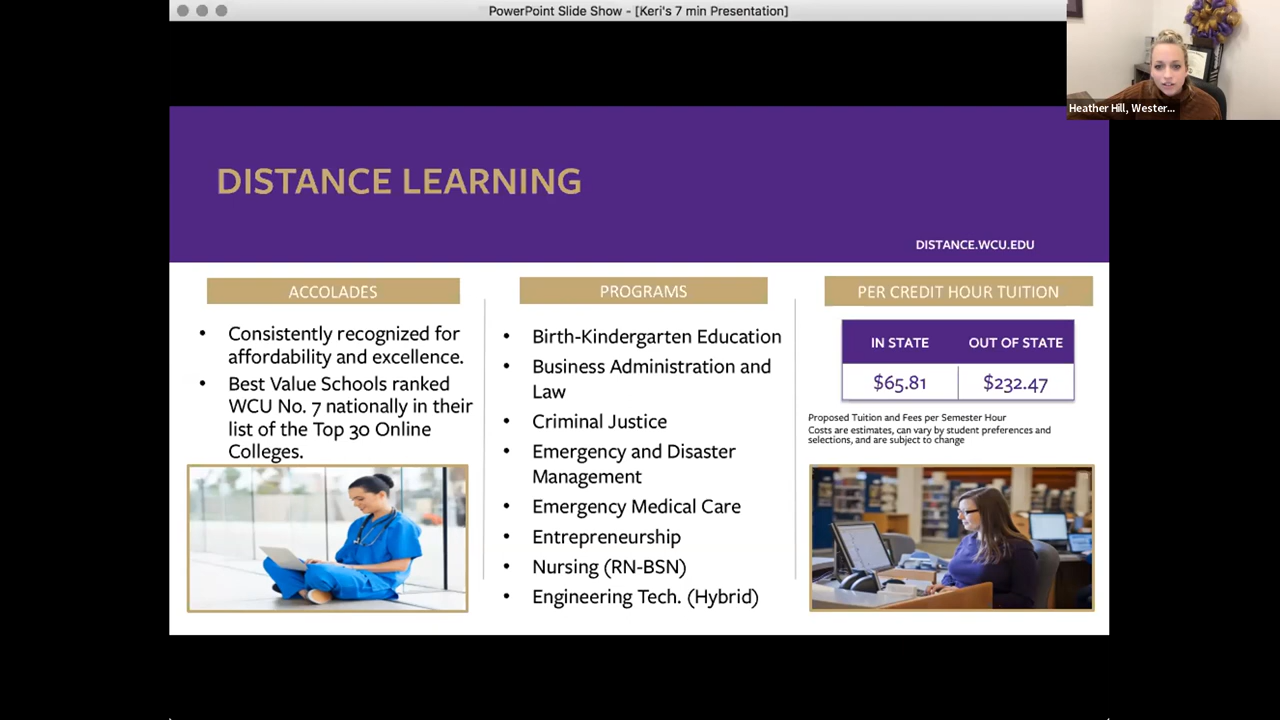 PowerPoint Slide Show - [Keri's 7 min Presentation]
Heather Hill, Wester...
DISTANCE LEARNING
DISTANCE.WCU.EDU
ACCOLADES
• Consistently recognized for
affordability and excellence.
• Best Value Schools ranked
WCU No. 7 nationally in their
list of the Top 30 Online
Colleges.
PROGRAMS
• Birth-Kindergarten Education
• Business Administration and
Law
• Criminal Justice
• Emergency and Disaster
Management
• Emergency Medical Care
• Entrepreneurship
• Nursing (RN-BSN)
• Engineering Tech. (Hybrid)
PER CREDIT HOUR TUITION
IN STATE OUT OF STATE
$65.81 $232.47
Proposed Tuition and Fees per Semester Hour
Costs are estimates, can vary by student preferences and
selections, and are subject to change